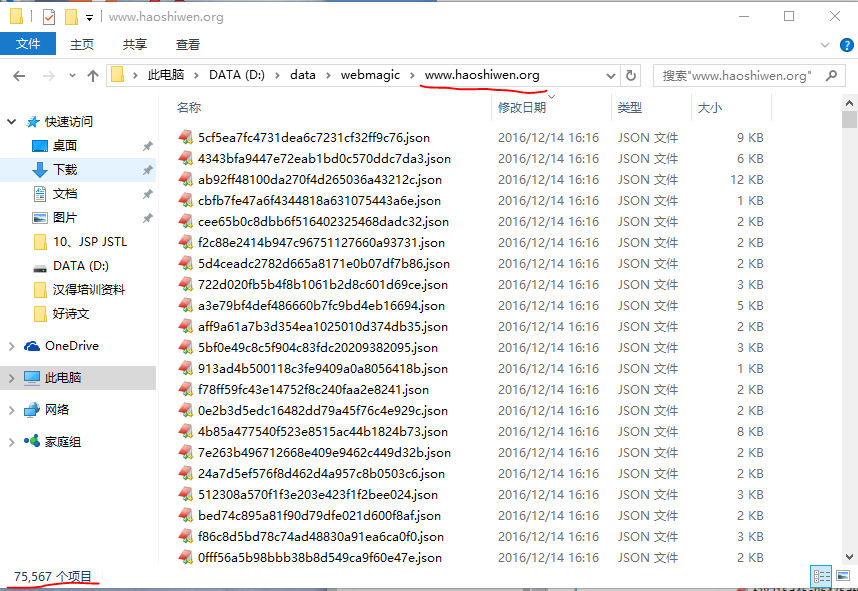 www.haoshiwen.org
文件 主页 共享 查看
此电脑 DATA (D:) data webmagic www.haoshiwen.org 搜索"www.haoshiwen.org"
名称 修改日期 类型 大小
快速访问
桌面
下载
文档
图片
10、JSP JSTL
DATA (D:)
汉得培训资料
好诗文
OneDrive
此电脑
网络
家庭组
5cf5ea7fc4731dea6c7231cf32ff9c76.json 2016/12/14 16:16 JSON 文件 9 KB
4343bfa9447e72eab1bd0c570ddc7da3.json 2016/12/14 16:16 JSON 文件 6 KB
ab92ff48100da270f4d265036a43212c.json 2016/12/14 16:16 JSON 文件 12 KB
cbfb7fe47a6f4344818a631075443a6e.json 2016/12/14 16:16 JSON 文件 1 KB
cee65b0c8dbb6f516402325468dadc32.json 2016/12/14 16:16 JSON 文件 2 KB
f2c88e2414b947c96751127660a93731.json 2016/12/14 16:16 JSON 文件 2 KB
5d4ceadc2782d665a8171e0b07df7b86.json 2016/12/14 16:16 JSON 文件 2 KB
722d020fb5b4f8b1061b2d8c601d69ce.json 2016/12/14 16:16 JSON 文件 3 KB
a3e79bf4def486660b7fc9bd4eb16694.json 2016/12/14 16:16 JSON 文件 5 KB
aff9a61a7b3d354ea1025010d374db35.json 2016/12/14 16:16 JSON 文件 2 KB
5bf0e49c8c5f904c83fdc20209382095.json 2016/12/14 16:16 JSON 文件 3 KB
913ad4b500118c3fe9409a0a8056418b.json 2016/12/14 16:16 JSON 文件 1 KB
f78ff59fc43e14752f8c240faa2e8241.json 2016/12/14 16:16 JSON 文件 2 KB
0e2b3d5edc16482dd79a45f76c4e929c.json 2016/12/14 16:16 JSON 文件 2 KB
4b85a477540f523e8515ac44b1824b73.json 2016/12/14 16:16 JSON 文件 8 KB
7e263b496712668e409e9462c449d32b.json 2016/12/14 16:16 JSON 文件 2 KB
24a7d5ef576f8d462d4a957c8b0503c6.json 2016/12/14 16:16 JSON 文件 2 KB
512308a570f1f3e203e423f1f2bee024.json 2016/12/14 16:16 JSON 文件 3 KB
bed74c895a81f90d79dfe021d600f8af.json 2016/12/14 16:16 JSON 文件 2 KB
f86c8d5bd78c74ad48830a91ea6ca0f0.json 2016/12/14 16:16 JSON 文件 3 KB
0fff56a5b98bbb38b8d549ca9f60e47e.json 2016/12/14 16:16 JSON 文件 2 KB
75,567 个项目